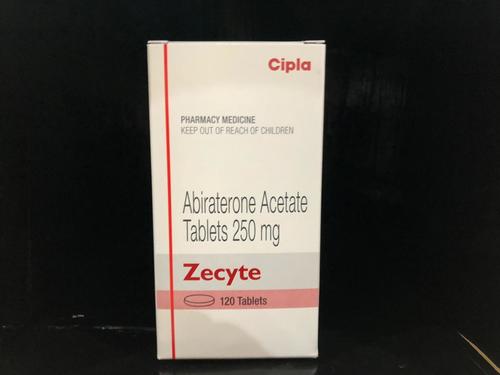 Cipla
PHARMACY MEDICINE
KEEP OUT OF REACH OF CHILDREN
Abiraterone Acetate
Tablets 250 mg
Zecyte
120 Tablets